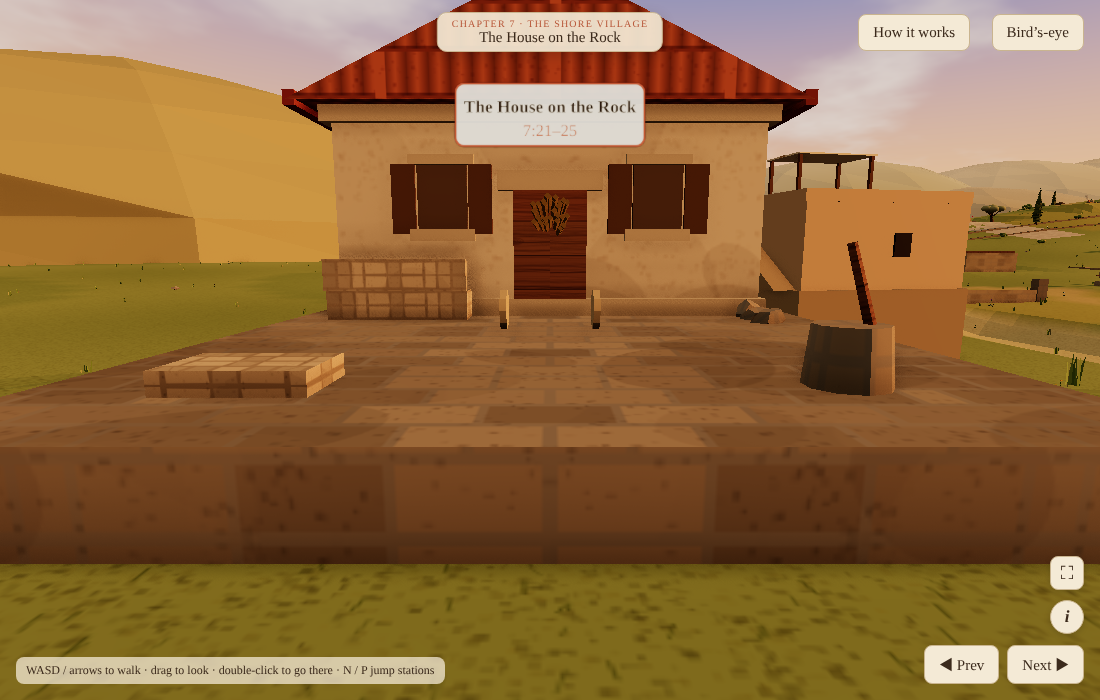 CHAPTER 7 · THE SHORE VILLAGE
The House on the Rock
How it works
Bird's-eye
The House on the Rock
7:21–25
i
WASD / arrows to walk · drag to look · double-click to go there · N / P jump stations
◀ Prev
Next ▶